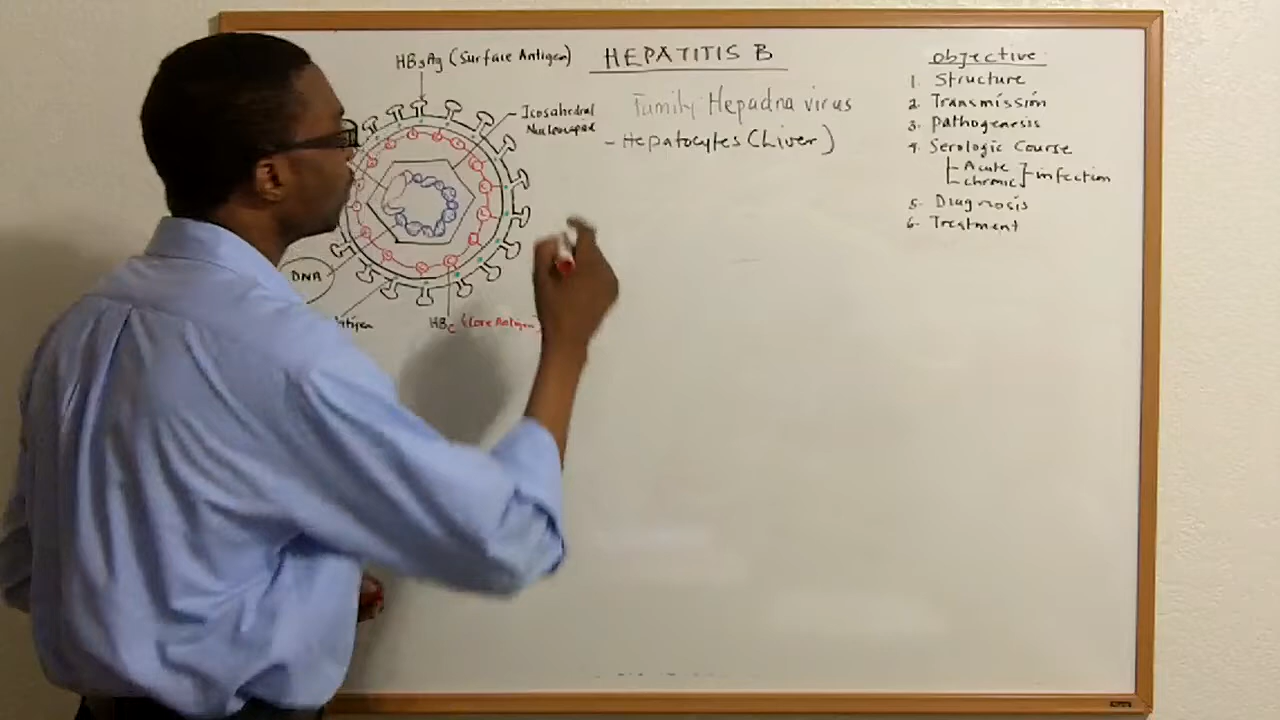 HBsAg (Surface Antigen)
HEPATITIS B
Family Hepadna virus
- Hepatocytes (Liver)
Icosahedral
Nucleocapsid
DNA
HBc (Core Antigen)
objective
1. Structure
2. Transmission
3. Pathogenesis
4. Serologic Course
Acute
chronic
infection
5. Diagnosis
6. Treatment